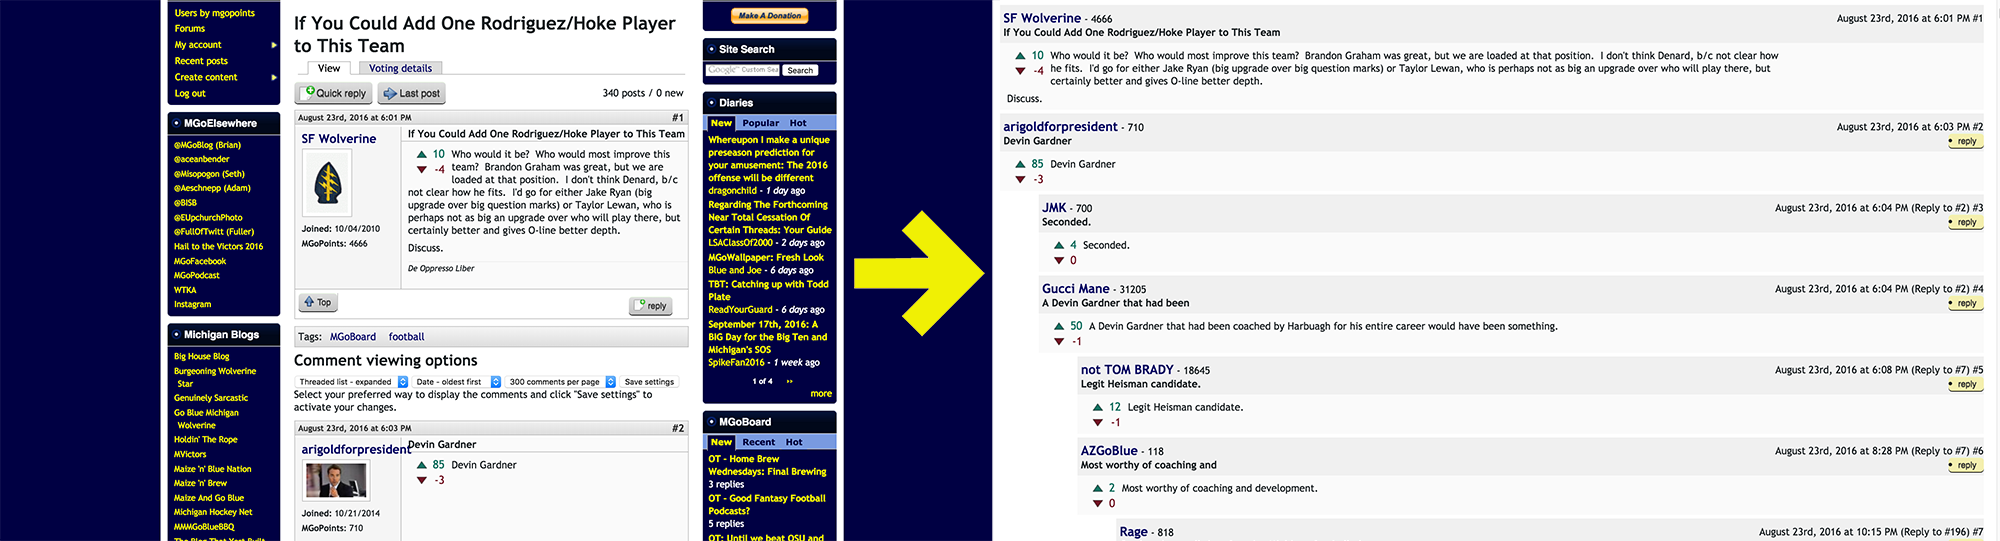 Users by mgopoints
Forums
My account
Recent posts
Create content
Log out
MGoElsewhere
@MGoBlog (Brian)
@aceanbender
@Misopogon (Seth)
@Aeschnepp (Adam)
@BISB
@EUpchurchPhoto
@FullOfTwitt (Fuller)
Hail to the Victors 2016
MGoFacebook
MGoPodcast
WTKA
Instagram
Michigan Blogs
Big House Blog
Burgeoning Wolverine
Star
Genuinely Sarcastic
Go Blue Michigan
Wolverine
Holdin' The Rope
MVictors
Maize 'n' Blue Nation
Maize 'n' Brew
Maize And Go Blue
Michigan Hockey Net
MMMGoBlueBBQ
The Blog That Yost Built
If You Could Add One Rodriguez/Hoke Player
to This Team
View Voting details
Quick reply Last post 340 posts / 0 new
August 23rd, 2016 at 6:01 PM #1
SF Wolverine
Joined: 10/04/2010
MGoPoints: 4666
If You Could Add One Rodriguez/Hoke Player to This Team
10 Who would it be?  Who would most improve this
-4 team?  Brandon Graham was great, but we are
loaded at that position.  I don't think Denard, b/c
not clear how he fits.  I'd go for either Jake Ryan (big
upgrade over big question marks) or Taylor Lewan, who is
perhaps not as big an upgrade over who will play there, but
certainly better and gives O-line better depth.
Discuss.
De Oppresso Liber
Top reply
Tags: MGoBoard football
Comment viewing options
Threaded list - expanded Date - oldest first 300 comments per page Save settings
Select your preferred way to display the comments and click "Save settings" to
activate your changes.
August 23rd, 2016 at 6:03 PM #2
arigoldforpresident
Joined: 10/21/2014
MGoPoints: 710
Devin Gardner
85 Devin Gardner
-3
Make A Donation
Site Search
Google™ Custom Sea Search
Diaries
New Popular Hot
Whereupon I make a unique
preseason prediction for
your amusement: The 2016
offense will be different
dragonchild - 1 day ago
Regarding The Forthcoming
Near Total Cessation Of
Certain Threads: Your Guide
LSAClassOf2000 - 2 days ago
MGoWallpaper: Fresh Look
Blue and Joe - 6 days ago
TBT: Catching up with Todd
Plate
ReadYourGuard - 6 days ago
September 17th, 2016: A
BIG Day for the Big Ten and
Michigan's SOS
SpikeFan2016 - 1 week ago
1 of 4 ››
more
MGoBoard
New Recent Hot
OT - Home Brew
Wednesdays: Final Brewing
3 replies
OT - Good Fantasy Football
Podcasts?
5 replies
OT: Until we beat OSU and
SF Wolverine - 4666 August 23rd, 2016 at 6:01 PM #1
If You Could Add One Rodriguez/Hoke Player to This Team
10 Who would it be?  Who would most improve this team?  Brandon Graham was great, but we are loaded at that position.  I don't think Denard, b/c not clear how
-4 he fits.  I'd go for either Jake Ryan (big upgrade over big question marks) or Taylor Lewan, who is perhaps not as big an upgrade over who will play there, but
certainly better and gives O-line better depth.
Discuss.
arigoldforpresident - 710 August 23rd, 2016 at 6:03 PM #2
Devin Gardner reply
85 Devin Gardner
-3
JMK - 700 August 23rd, 2016 at 6:04 PM (Reply to #2) #3
Seconded. reply
4 Seconded.
0
Gucci Mane - 31205 August 23rd, 2016 at 6:04 PM (Reply to #2) #4
A Devin Gardner that had been reply
50 A Devin Gardner that had been coached by Harbuagh for his entire career would have been something.
-1
not TOM BRADY - 18645 August 23rd, 2016 at 6:08 PM (Reply to #7) #5
Legit Heisman candidate. reply
12 Legit Heisman candidate.
-1
AZGoBlue - 118 August 23rd, 2016 at 8:28 PM (Reply to #7) #6
Most worthy of coaching and reply
2 Most worthy of coaching and development.
0
Rage - 818 August 23rd, 2016 at 10:15 PM (Reply to #196) #7